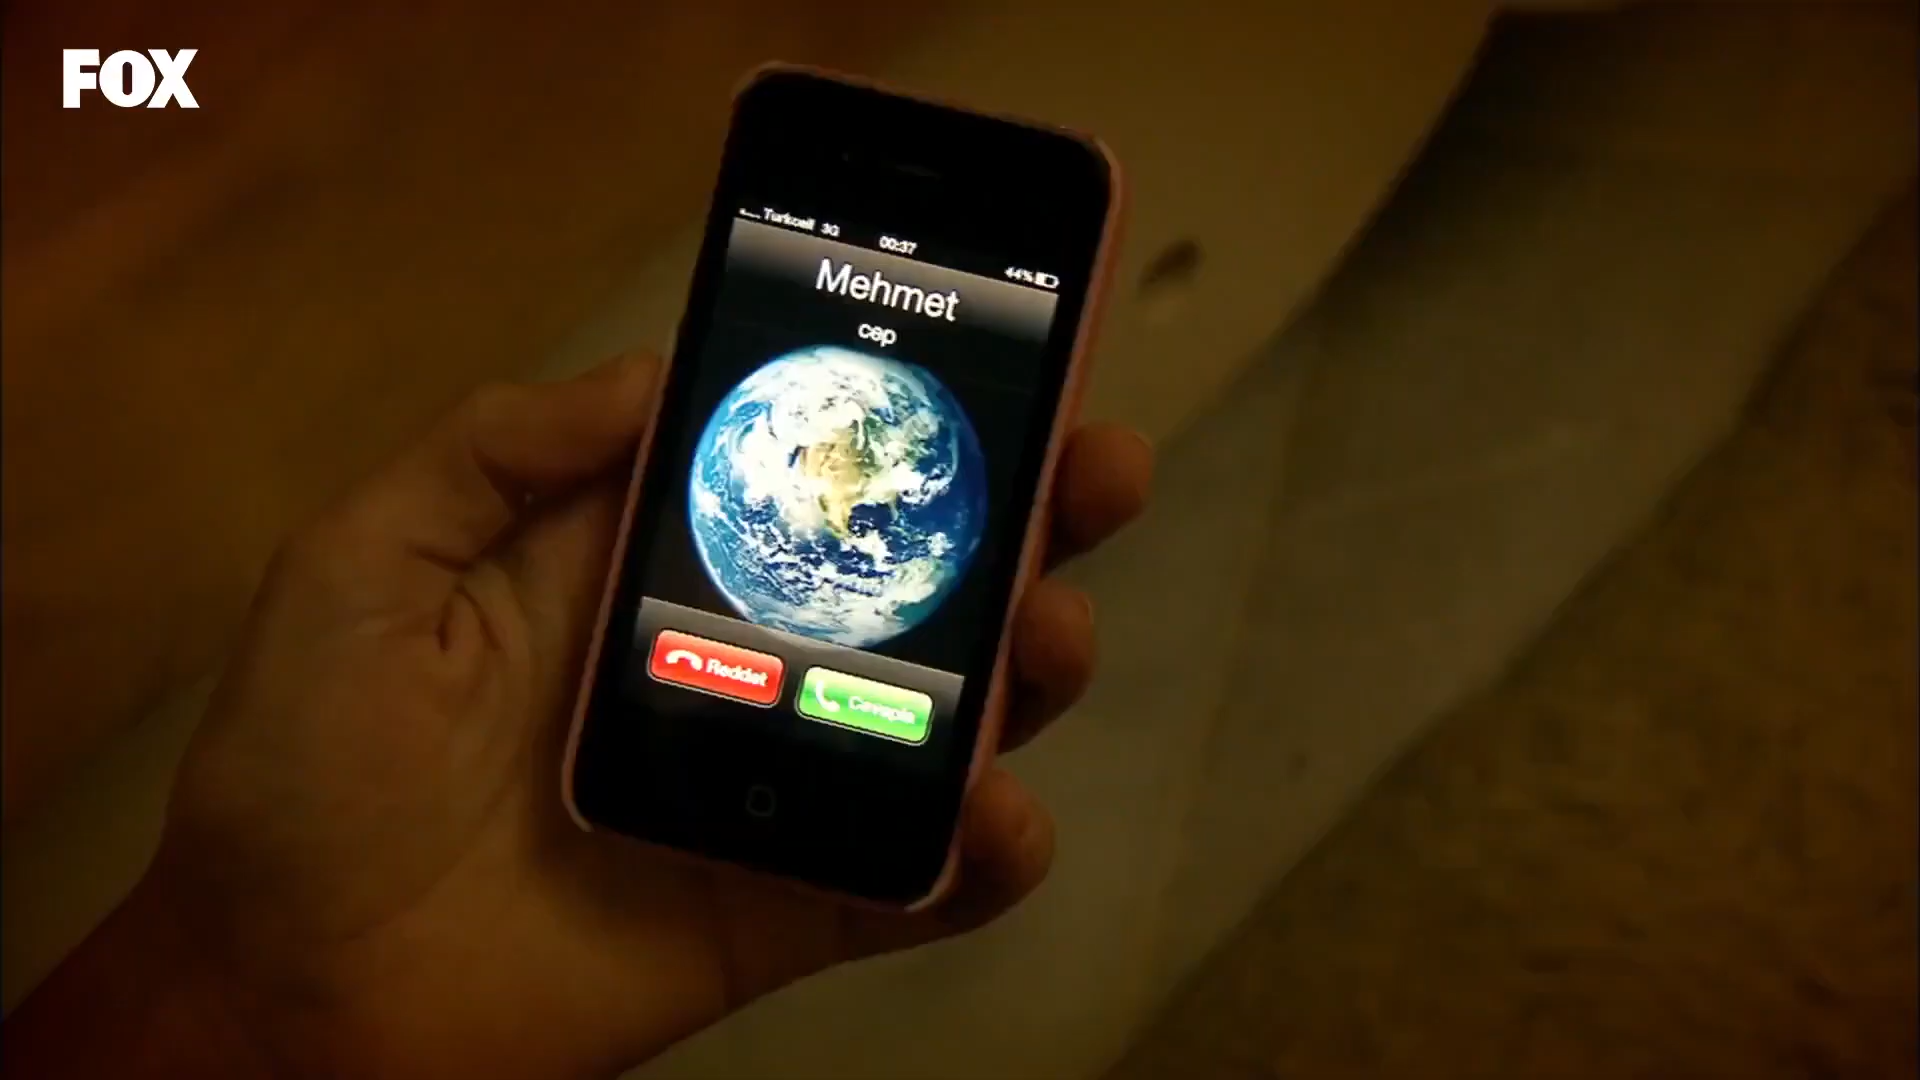 FOX
Turkcell 3G 00:37 44%
Mehmet
cep
Reddet Cevapla